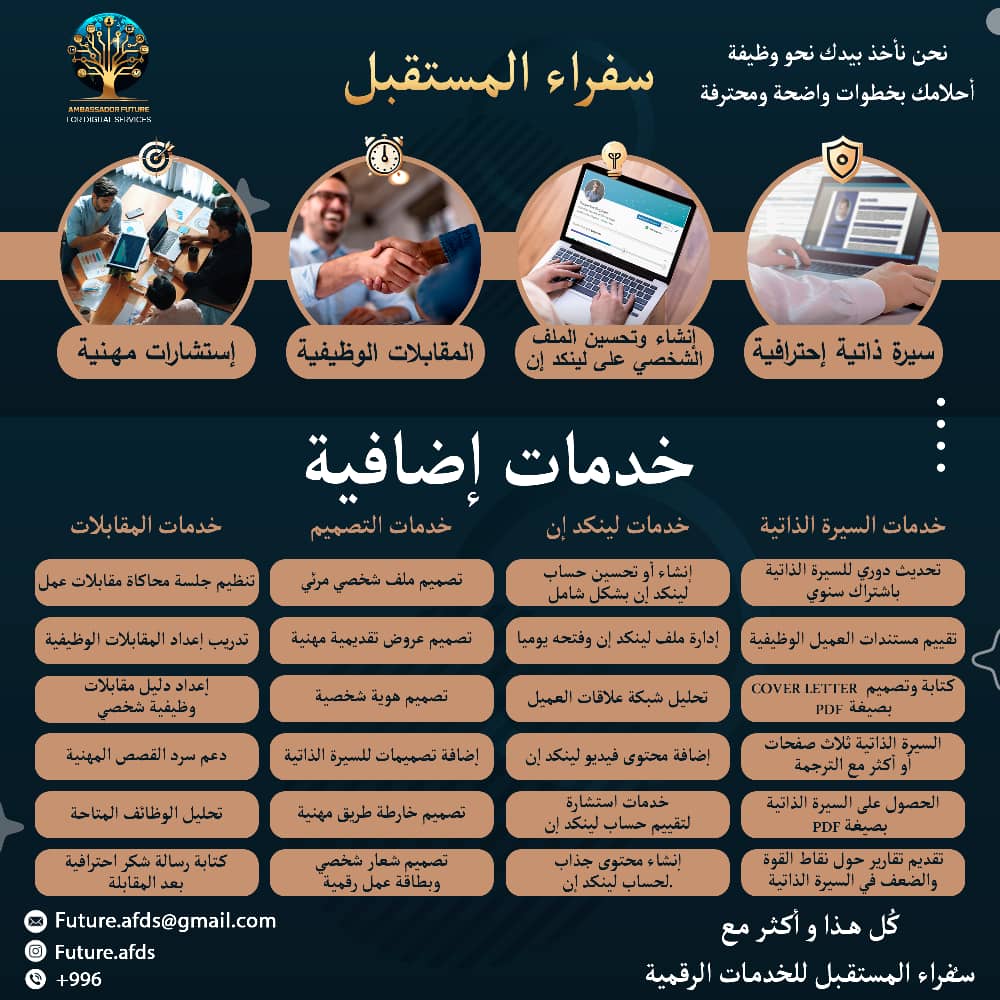 نحن نأخذ بيدك نحو وظيفة
أحلامك بخطوات واضحة ومحترفة
سفراء المستقبل
AMBASSADOR FUTURE
FOR DIGITAL SERVICES
سيرة ذاتية إحترافية
إنشاء وتحسين الملف
الشخصي على لينكد إن
المقابلات الوظيفية
إستشارات مهنية
خدمات إضافية
خدمات السيرة الذاتية
تحديث دوري للسيرة الذاتية
باشتراك سنوي
تقييم مستندات العميل الوظيفية
كتابة وتصميم COVER LETTER
بصيغة PDF
السيرة الذاتية ثلاث صفحات
أو أكثر مع الترجمة
الحصول على السيرة الذاتية
بصيغة PDF
تقديم تقارير حول نقاط القوة
والضعف في السيرة الذاتية
خدمات لينكد إن
إنشاء أو تحسين حساب
لينكد إن بشكل شامل
إدارة ملف لينكد إن وفتحه يوميا
تحليل شبكة علاقات العميل
إضافة محتوى فيديو لينكد إن
خدمات استشارة
لتقييم حساب لينكد إن
إنشاء محتوى جذاب
لحساب لينكد إن.
خدمات التصميم
تصميم ملف شخصي مرئي
تصميم عروض تقديمية مهنية
تصميم هوية شخصية
إضافة تصميمات للسيرة الذاتية
تصميم خارطة طريق مهنية
تصميم شعار شخصي
وبطاقة عمل رقمية
خدمات المقابلات
تنظيم جلسة محاكاة مقابلات عمل
تدريب إعداد المقابلات الوظيفية
إعداد دليل مقابلات
وظيفية شخصي
دعم سرد القصص المهنية
تحليل الوظائف المتاحة
كتابة رسالة شكر احترافية
بعد المقابلة
كُل هذا و أكثر مع
سفراء المستقبل للخدمات الرقمية
Future.afds@gmail.com
Future.afds
+996